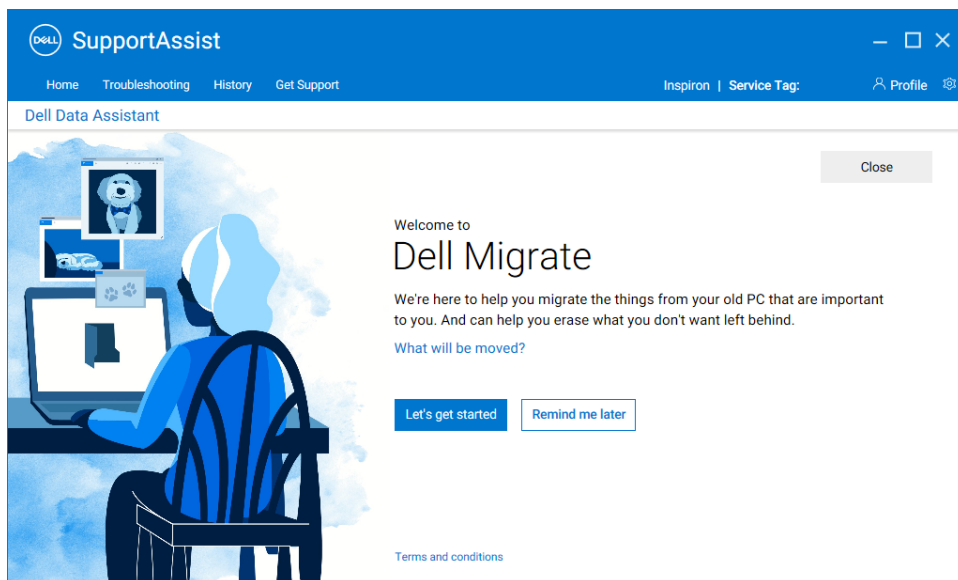 DELL SupportAssist
Home Troubleshooting History Get Support Inspiron | Service Tag: Profile
Dell Data Assistant
Close
Welcome to
Dell Migrate
We're here to help you migrate the things from your old PC that are important
to you. And can help you erase what you don't want left behind.
What will be moved?
Let's get started Remind me later
Terms and conditions